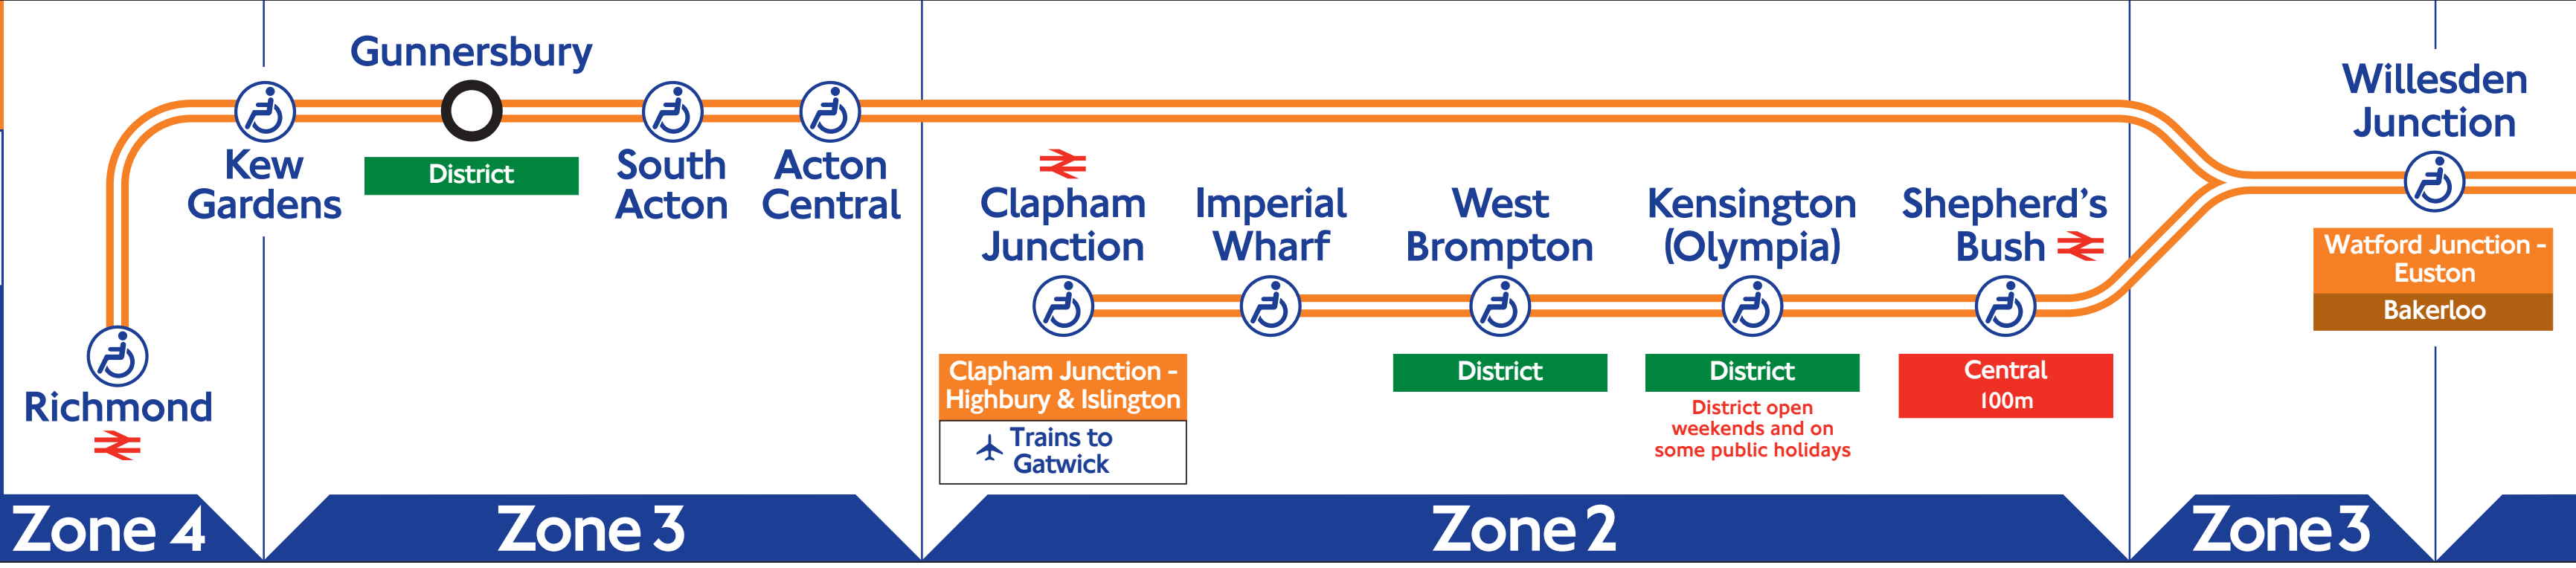 Gunnersbury
Kew
Gardens
District
South
Acton
Acton
Central
Richmond
Clapham
Junction
Imperial
Wharf
West
Brompton
Kensington
(Olympia)
Shepherd’s
Bush
Willesden
Junction
Clapham Junction -
Highbury & Islington
Trains to
Gatwick
District
District
District open
weekends and on
some public holidays
Central
100m
Watford Junction -
Euston
Bakerloo
Zone 4
Zone 3
Zone 2
Zone 3